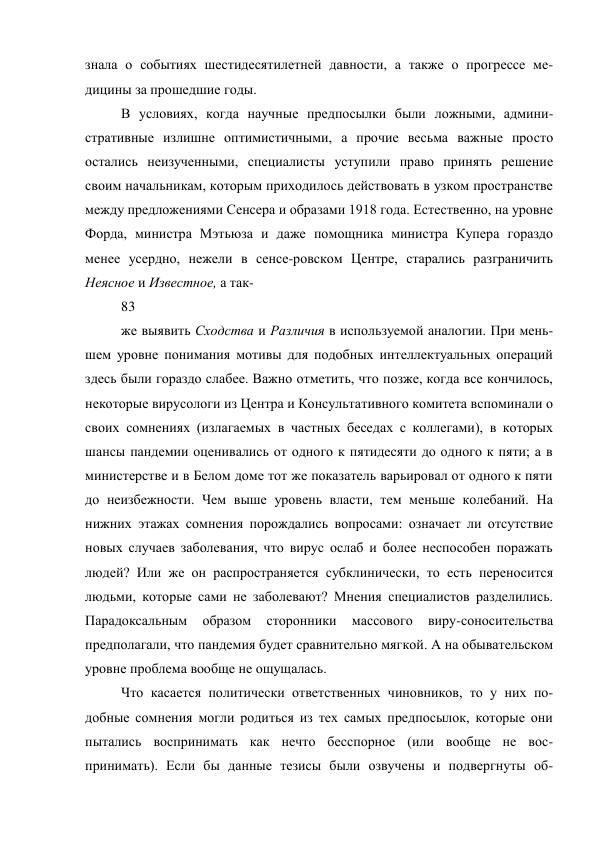 знала о событиях шестидесятилетней давности, а также о прогрессе ме-
дицины за прошедшие годы.
В условиях, когда научные предпосылки были ложными, админи-
стративные излишне оптимистичными, а прочие весьма важные просто
остались неизученными, специалисты уступили право принять решение
своим начальникам, которым приходилось действовать в узком пространстве
между предложениями Сенсера и образами 1918 года. Естественно, на уровне
Форда, министра Мэтьюза и даже помощника министра Купера гораздо
менее усердно, нежели в сенсе-ровском Центре, старались разграничить
Неясное и Известное, а так-
83
же выявить Сходства и Различия в используемой аналогии. При мень-
шем уровне понимания мотивы для подобных интеллектуальных операций
здесь были гораздо слабее. Важно отметить, что позже, когда все кончилось,
некоторые вирусологи из Центра и Консультативного комитета вспоминали о
своих сомнениях (излагаемых в частных беседах с коллегами), в которых
шансы пандемии оценивались от одного к пятидесяти до одного к пяти; а в
министерстве и в Белом доме тот же показатель варьировал от одного к пяти
до неизбежности. Чем выше уровень власти, тем меньше колебаний. На
нижних этажах сомнения порождались вопросами: означает ли отсутствие
новых случаев заболевания, что вирус ослаб и более неспособен поражать
людей? Или же он распространяется субклинически, то есть переносится
людьми, которые сами не заболевают? Мнения специалистов разделились.
Парадоксальным образом сторонники массового виру-соносительства
предполагали, что пандемия будет сравнительно мягкой. А на обывательском
уровне проблема вообще не ощущалась.
Что касается политически ответственных чиновников, то у них по-
добные сомнения могли родиться из тех самых предпосылок, которые они
пытались воспринимать как нечто бесспорное (или вообще не вос-
принимать). Если бы данные тезисы были озвучены и подвергнуты об-